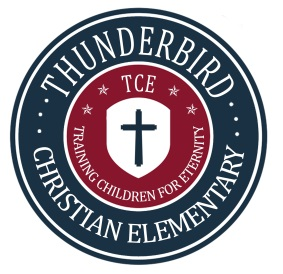 THUNDERBIRD
TCE
TRAINING CHILDREN FOR ETERNITY
CHRISTIAN ELEMENTARY